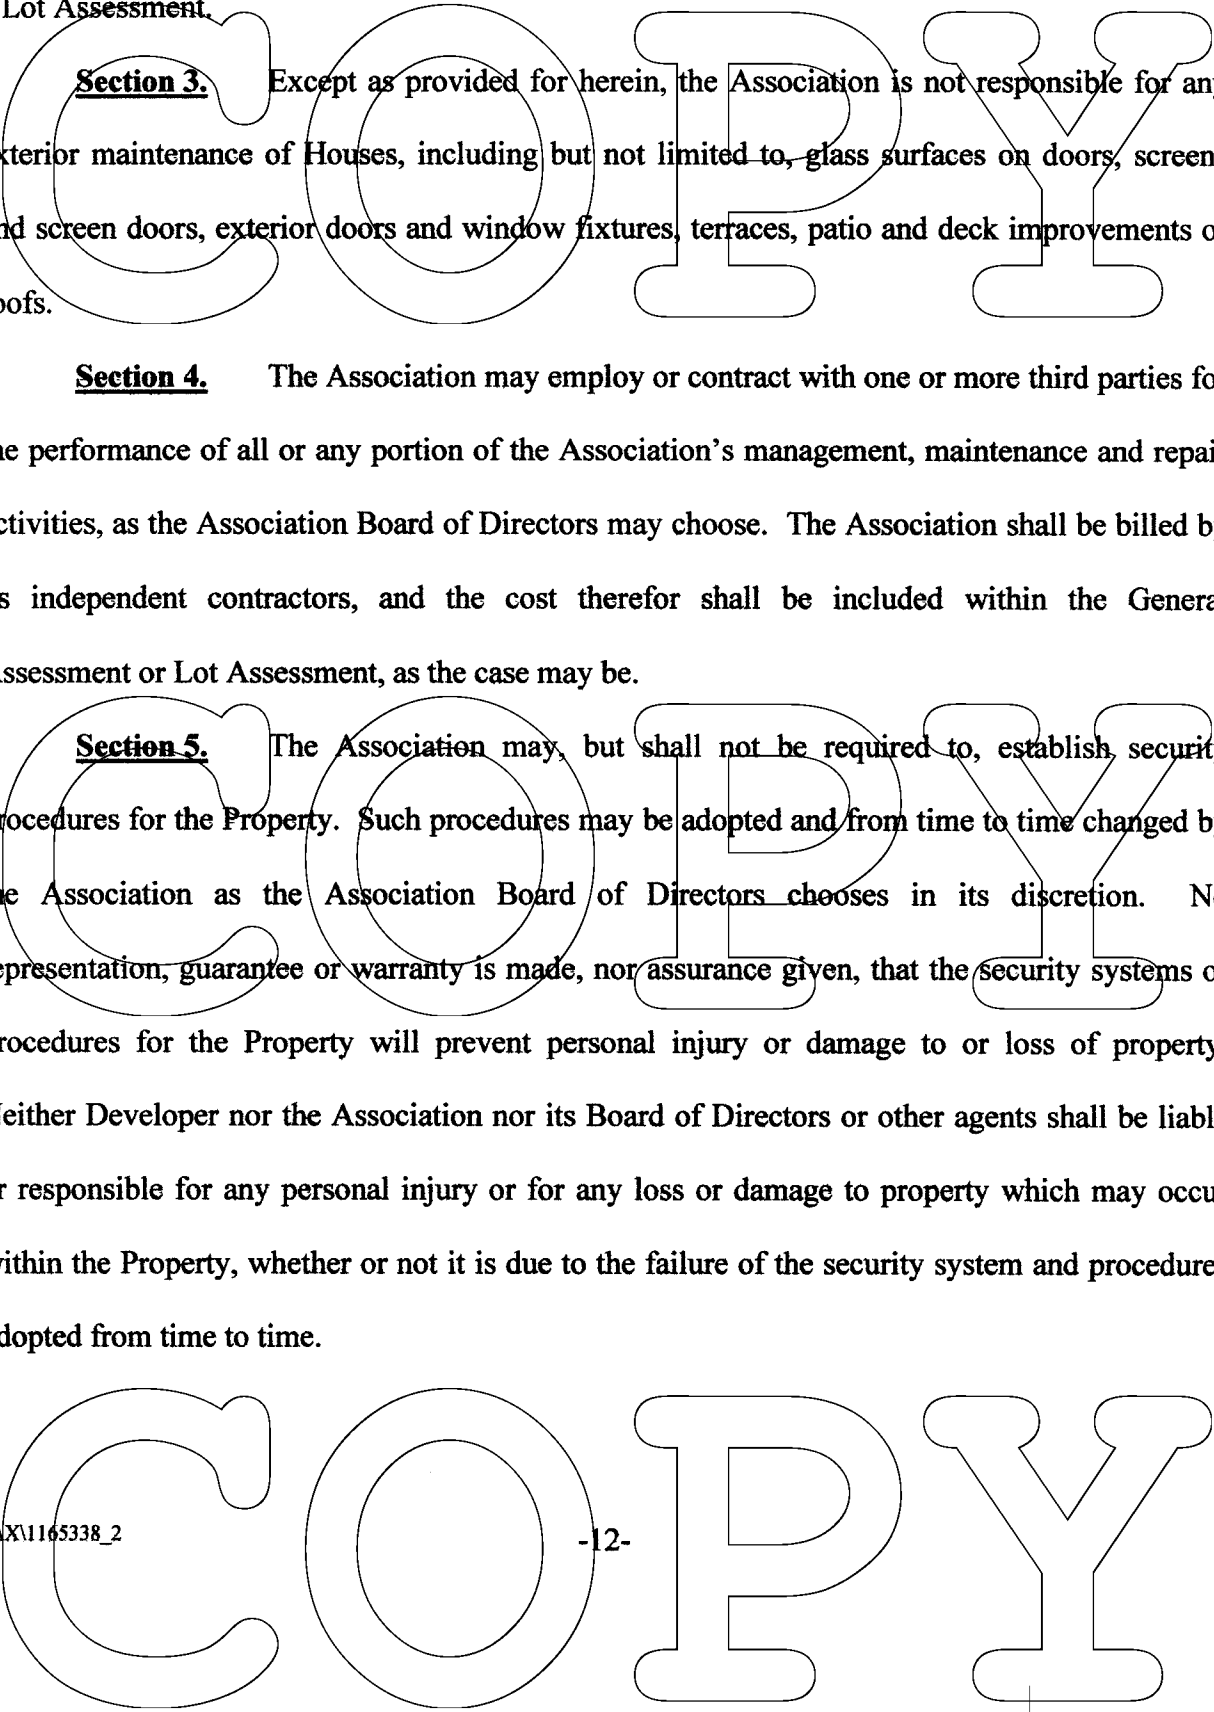 Lot Assessment.
Section 3. Except as provided for herein, the Association is not responsible for any
xterior maintenance of Houses, including but not limited to, glass surfaces on doors, screen
nd screen doors, exterior doors and window fixtures, terraces, patio and deck improvements o
oofs.
Section 4. The Association may employ or contract with one or more third parties fo
he performance of all or any portion of the Association's management, maintenance and repai
ctivities, as the Association Board of Directors may choose. The Association shall be billed b
s independent contractors, and the cost therefor shall be included within the Genera
ssessment or Lot Assessment, as the case may be.
Section 5. The Association may, but shall not be required to, establish securit
rocedures for the Property. Such procedures may be adopted and from time to time changed b
he Association as the Association Board of Directors chooses in its discretion. N
epresentation, guarantee or warranty is made, nor assurance given, that the security systems o
rocedures for the Property will prevent personal injury or damage to or loss of property
either Developer nor the Association nor its Board of Directors or other agents shall be liabl
r responsible for any personal injury or for any loss or damage to property which may occu
ithin the Property, whether or not it is due to the failure of the security system and procedure
dopted from time to time.
X\1165338_2
-12-
COPY
COPY
COPY